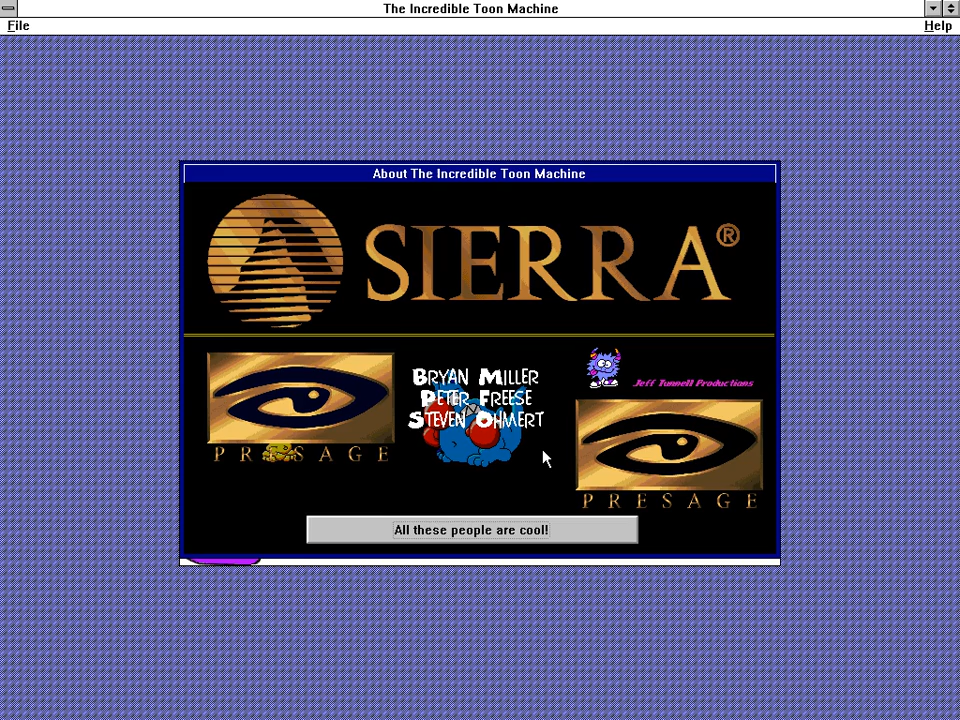 The Incredible Toon Machine
File Help
About The Incredible Toon Machine
SIERRA®
BRYAN MILLER
PETER FREESE
STEVEN OHMERT
Jeff Tunnell Productions
PRESAGE
PRESAGE
All these people are cool!